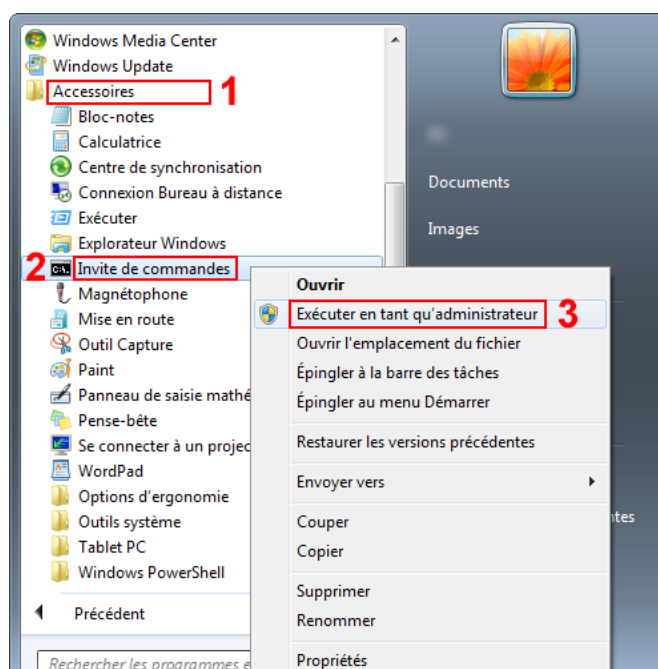 Windows Media Center
Windows Update
Accessoires
1
Bloc-notes
Calculatrice
Centre de synchronisation
Connexion Bureau à distance
Exécuter
Explorateur Windows
2
Invite de commandes
Magnétophone
Mise en route
Outil Capture
Paint
Panneau de saisie mathé
Pense-bête
Se connecter à un projec
WordPad
Options d'ergonomie
Outils système
Tablet PC
Windows PowerShell
Précédent
Rechercher les programmes e
Documents
Images
Ouvrir
Exécuter en tant qu'administrateur
3
Ouvrir l'emplacement du fichier
Épingler à la barre des tâches
Épingler au menu Démarrer
Restaurer les versions précédentes
Envoyer vers
Couper
Copier
Supprimer
Renommer
Propriétés
ntes